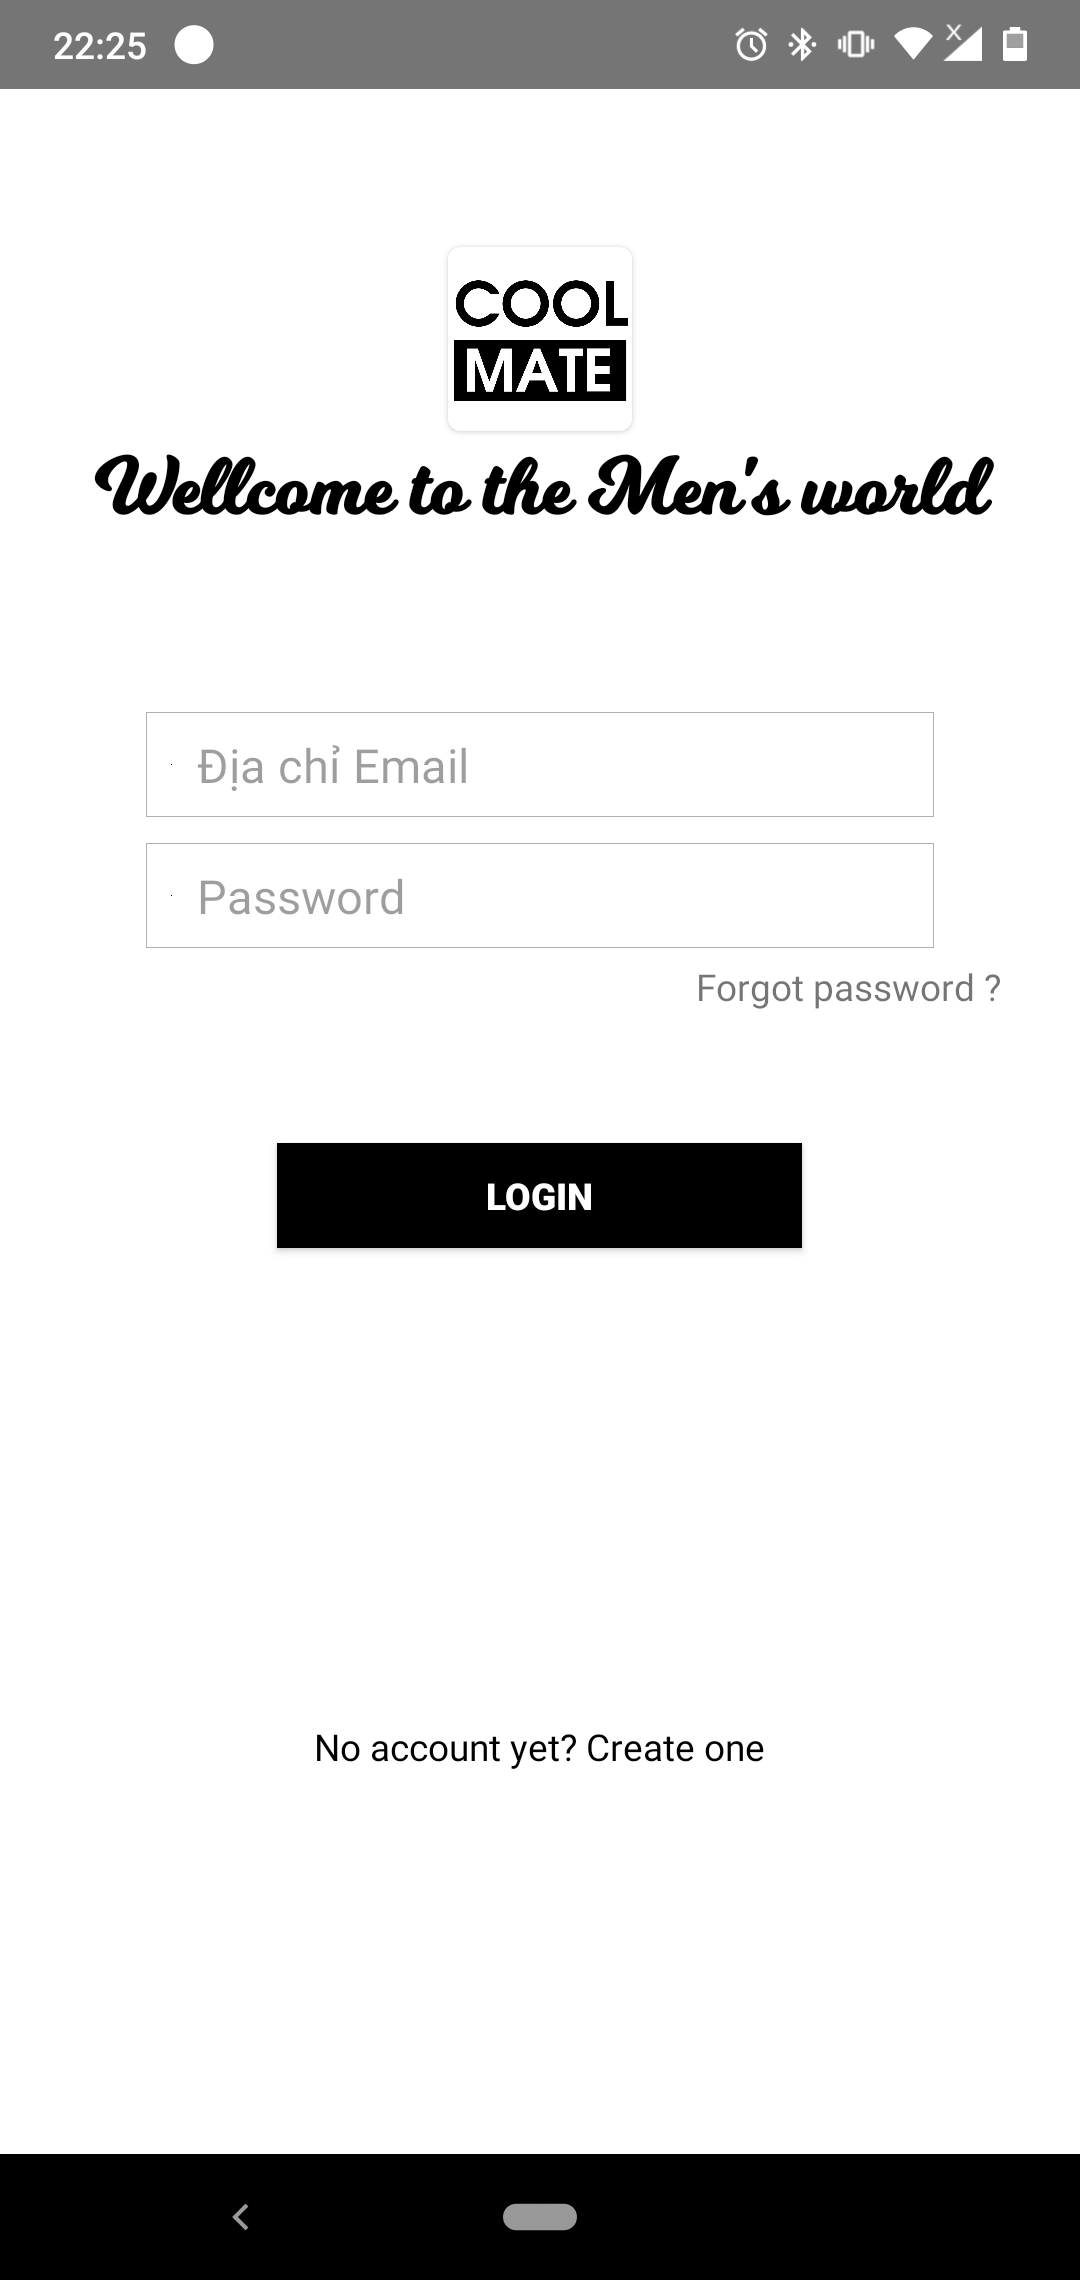 22:25
COOL
MATE
Wellcome to the Men's world
Địa chỉ Email
Password
Forgot password ?
LOGIN
No account yet? Create one